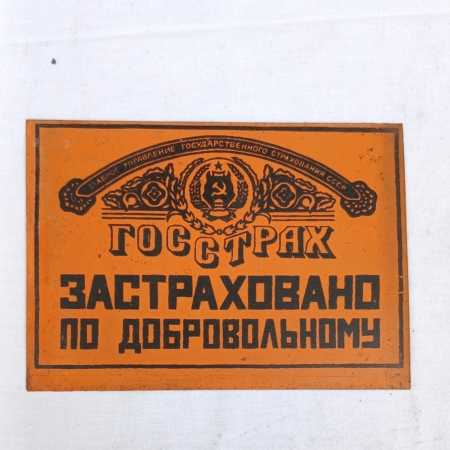 ГЛАВНОЕ УПРАВЛЕНИЕ ГОСУДАРСТВЕННОГО СТРАХОВАНИЯ СССР
ГОССТРАХ
ЗАСТРАХОВАНО
ПО ДОБРОВОЛЬНОМУ